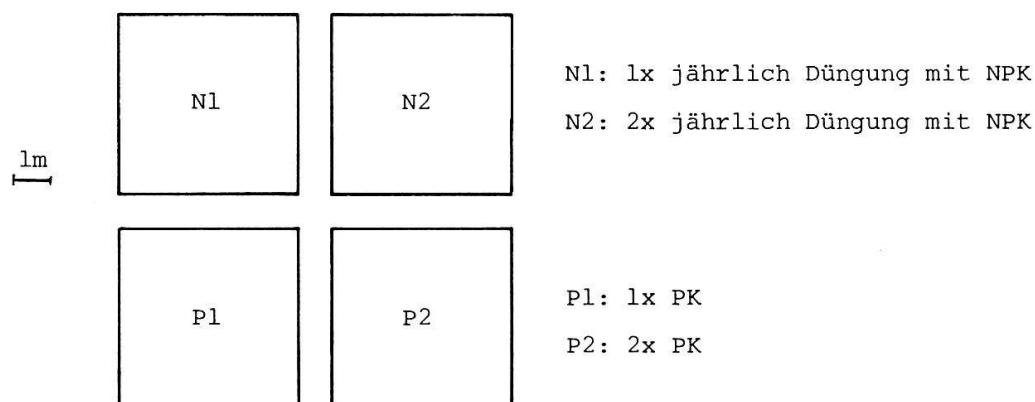 N1
N2
N1: 1x jährlich Düngung mit NPK
N2: 2x jährlich Düngung mit NPK
1m
P1
P2
P1: 1x PK
P2: 2x PK